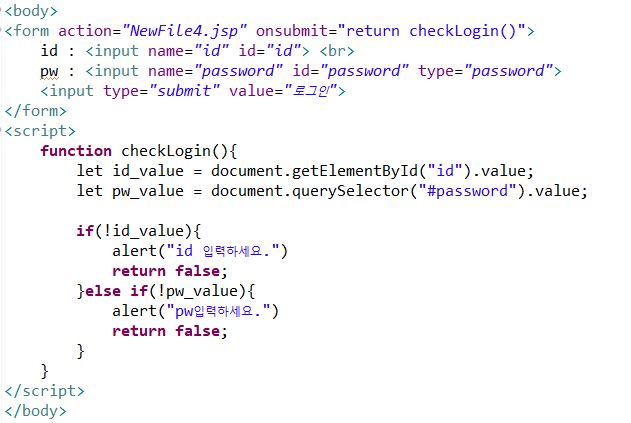 <body>
<form action="NewFile4.jsp" onsubmit="return checkLogin()">
id : <input name="id" id="id"> <br>
pw : <input name="password" id="password" type="password">
<input type="submit" value="로그인">
</form>
<script>
function checkLogin(){
let id_value = document.getElementById("id").value;
let pw_value = document.querySelector("#password").value;
if(!id_value){
alert("id 입력하세요.")
return false;
}else if(!pw_value){
alert("pw입력하세요.")
return false;
}
}
</script>
</body>